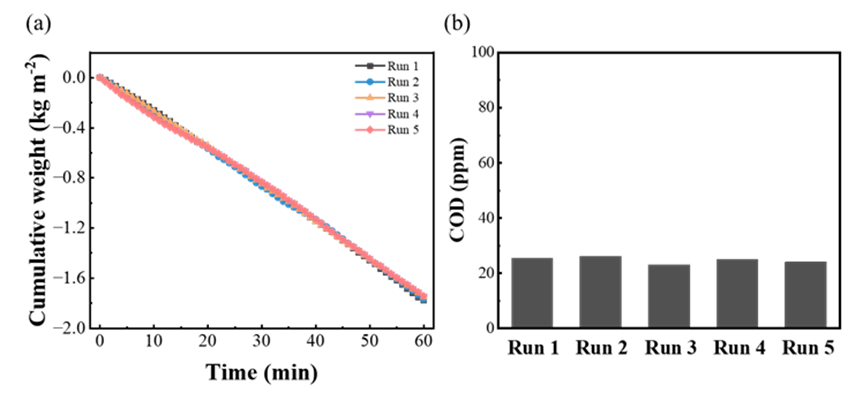 (a)
Cumulative weight (kg m⁻²)
0.0
−0.4
−0.8
−1.2
−1.6
−2.0
Run 1
Run 2
Run 3
Run 4
Run 5
0 10 20 30 40 50 60
Time (min)
(b)
COD (ppm)
100
80
60
40
20
0
Run 1 Run 2 Run 3 Run 4 Run 5